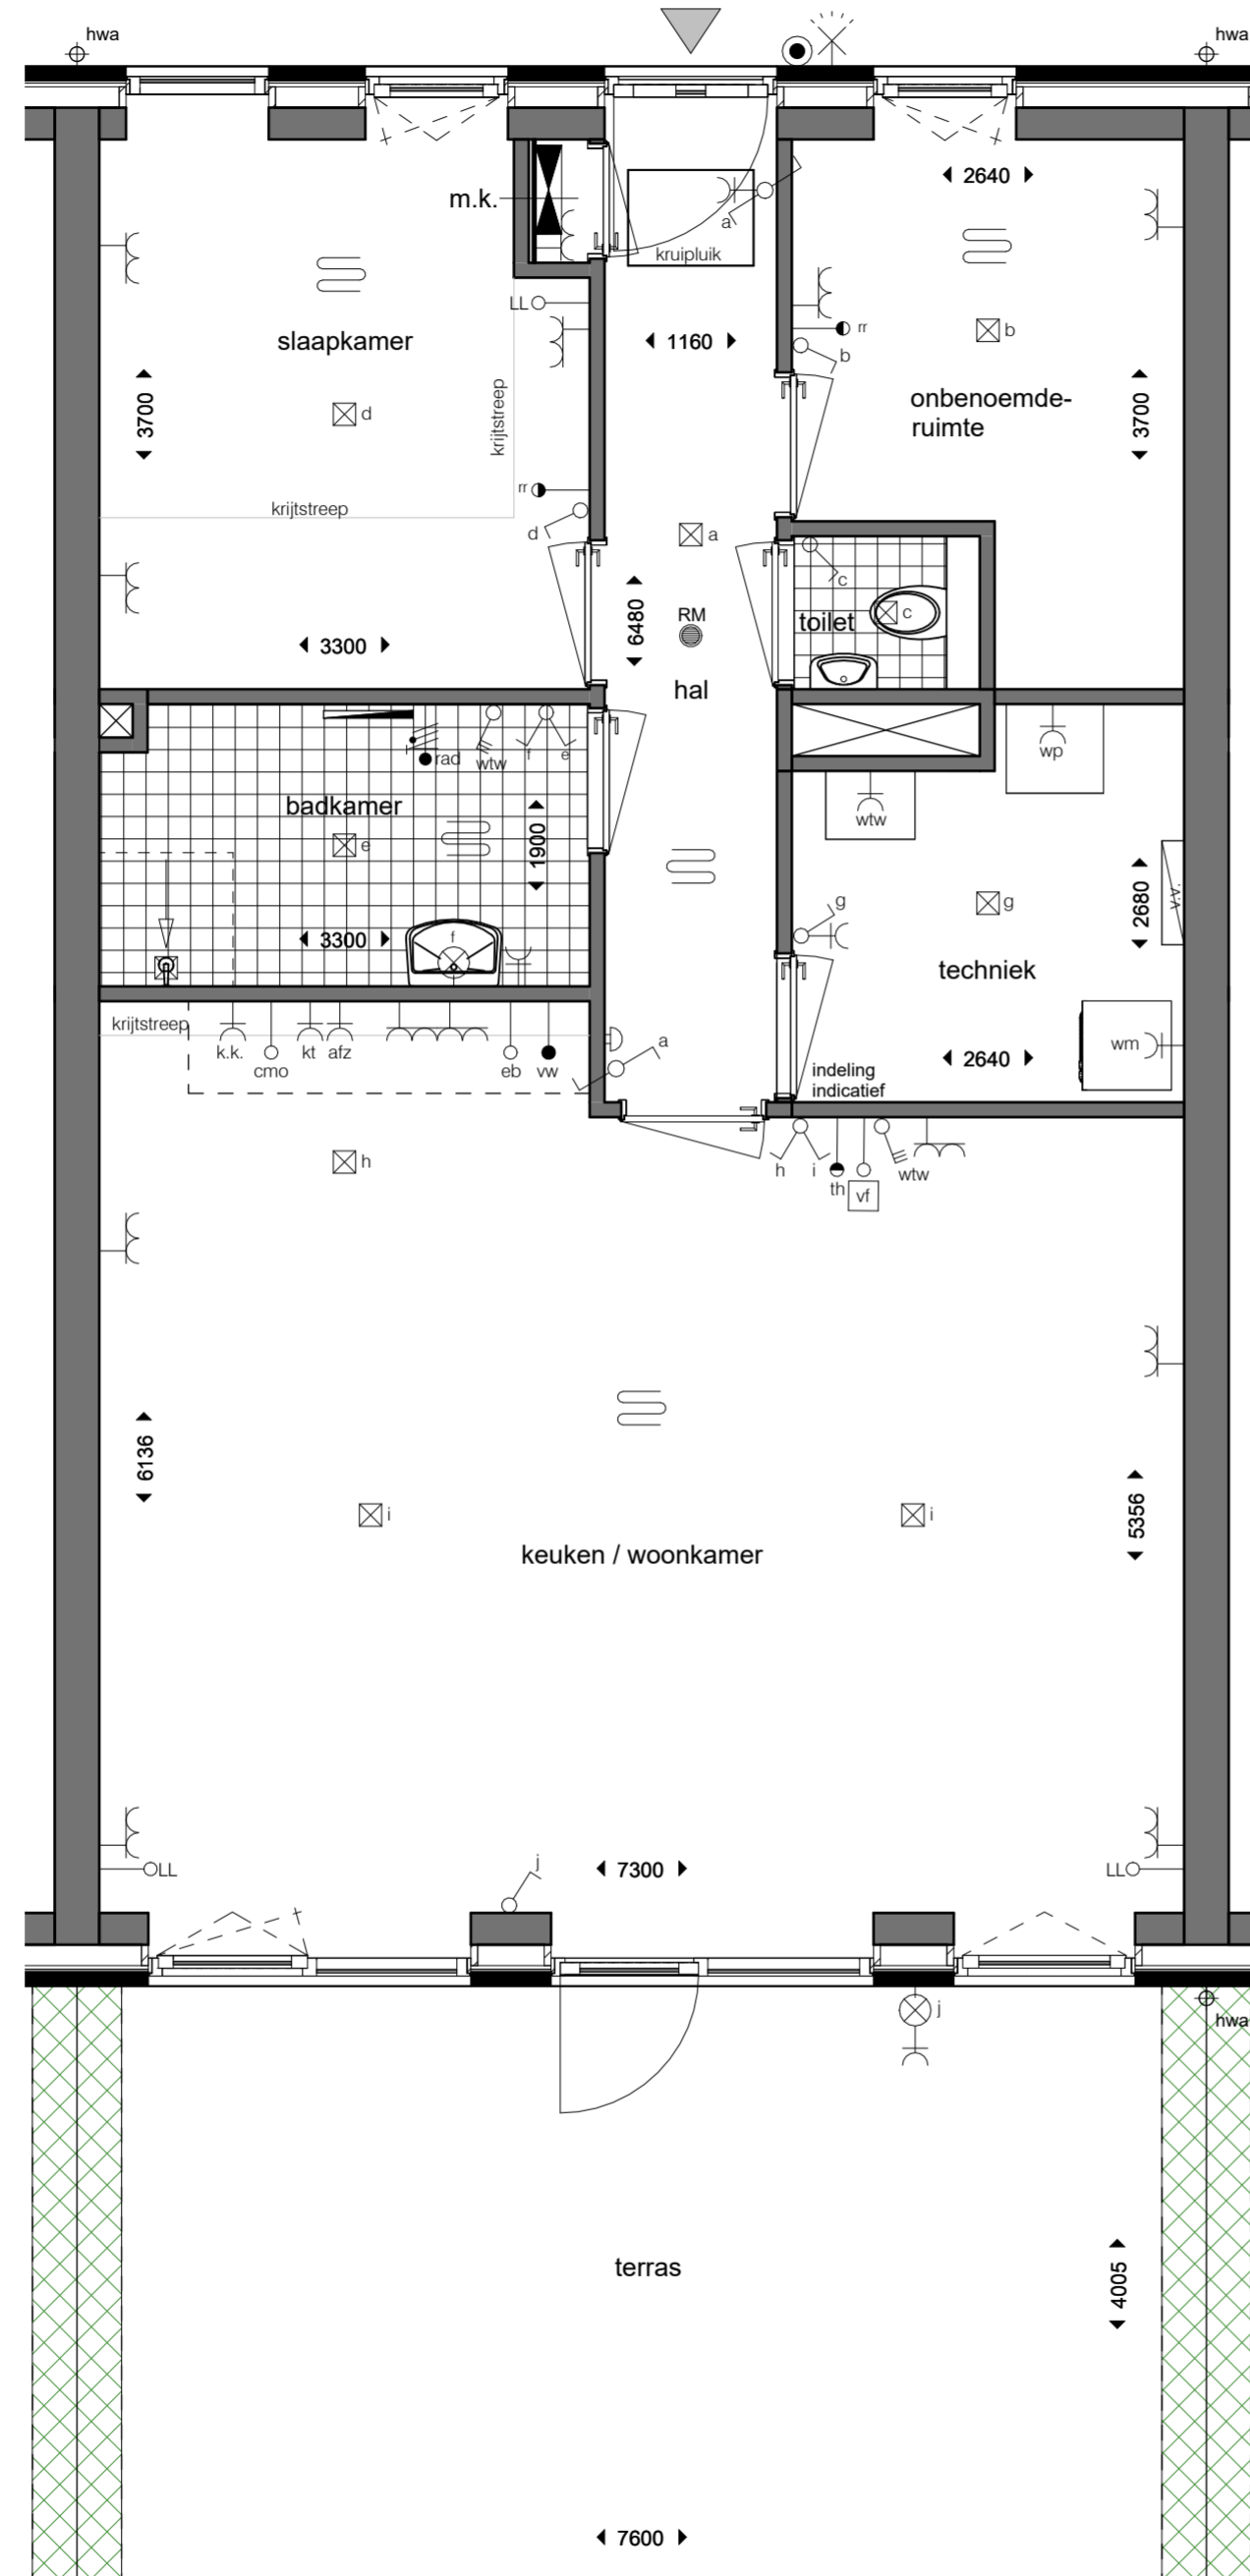 hwa
hwa
m.k.
2640
a
kruipluik
LL
rr
b
1160
slaapkamer
b
onbenoemde-
ruimte
3700
d
krijtstreep
3700
krijtstreep
rr
d
a
c
6480
RM
toilet
c
3300
hal
rad
wtw
f
e
wp
badkamer
wtw
e
1900
g
g
2680
v.v.
3300
f
techniek
krijtstreep
k.k.
cmo
kt
afz
eb
vw
a
2640
wm
indeling
indicatief
h
h
i
th
vf
wtw
6136
5356
i
i
keuken / woonkamer
LL
j
7300
LL
j
hwa
terras
4005
7600